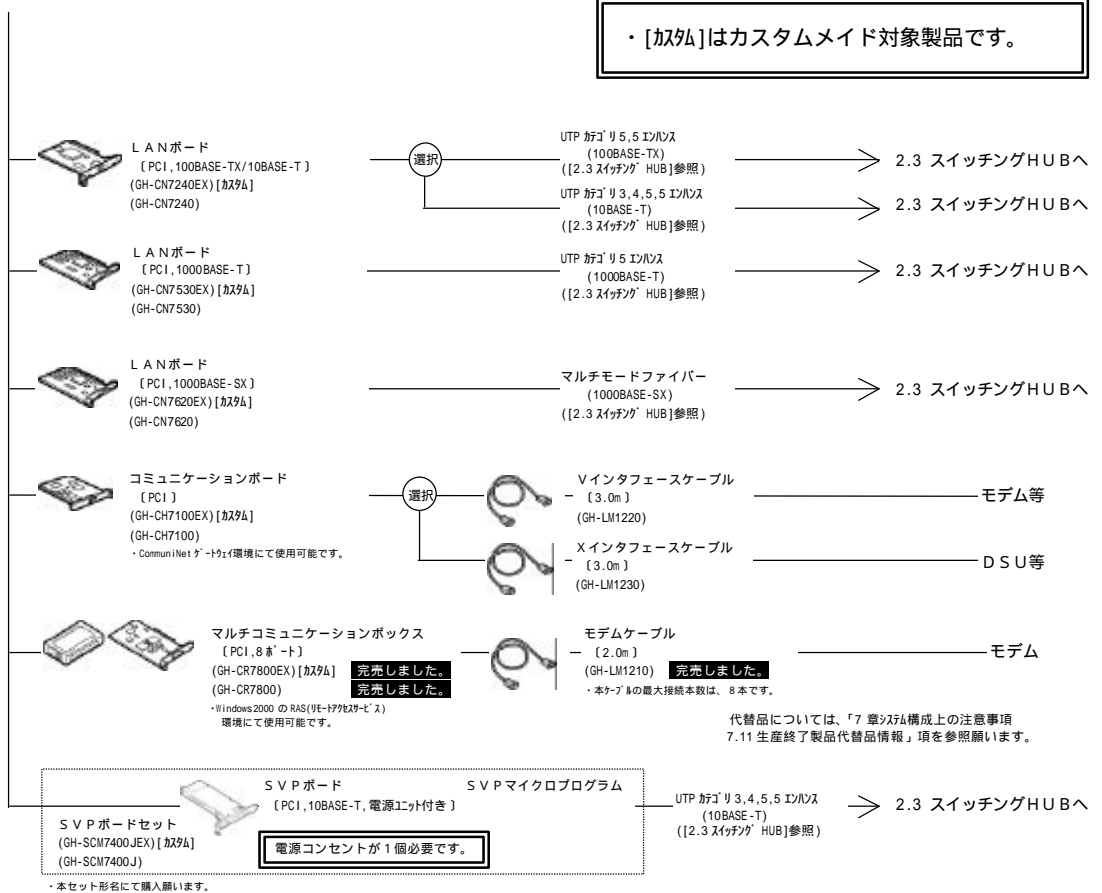 ・[ｶｽﾀﾑ]はカスタムメイド対象製品です。
ＬＡＮボード
〔PCI,100BASE-TX/10BASE-T〕
(GH-CN7240EX)[ｶｽﾀﾑ]
(GH-CN7240)
選択
UTP ｶﾃｺﾞﾘ 5,5 ｴﾝﾊﾝｽ
(100BASE-TX)
([2.3 ｽｲｯﾁﾝｸﾞ HUB]参照)
2.3 スイッチングＨＵＢへ
UTP ｶﾃｺﾞﾘ 3,4,5,5 ｴﾝﾊﾝｽ
(10BASE-T)
([2.3 ｽｲｯﾁﾝｸﾞ HUB]参照)
2.3 スイッチングＨＵＢへ
ＬＡＮボード
〔PCI,1000BASE-T〕
(GH-CN7530EX)[ｶｽﾀﾑ]
(GH-CN7530)
UTP ｶﾃｺﾞﾘ 5 ｴﾝﾊﾝｽ
(1000BASE-T)
([2.3 ｽｲｯﾁﾝｸﾞ HUB]参照)
2.3 スイッチングＨＵＢへ
ＬＡＮボード
〔PCI,1000BASE-SX〕
(GH-CN7620EX)[ｶｽﾀﾑ]
(GH-CN7620)
マルチモードファイバー
(1000BASE-SX)
([2.3 ｽｲｯﾁﾝｸﾞ HUB]参照)
2.3 スイッチングＨＵＢへ
コミュニケーションボード
〔PCI〕
(GH-CH7100EX)[ｶｽﾀﾑ]
(GH-CH7100)
・CommuniNet ｹﾞｰﾄｳｪｲ環境にて使用可能です。
選択
Ｖインタフェースケーブル
〔3.0m〕
(GH-LM1220)
モデム等
Ｘインタフェースケーブル
〔3.0m〕
(GH-LM1230)
ＤＳＵ等
マルチコミュニケーションボックス
〔PCI,8 ﾎﾟｰﾄ〕
(GH-CR7800EX)[ｶｽﾀﾑ] 完売しました。
(GH-CR7800) 完売しました。
・Windows2000 の RAS(ﾘﾓｰﾄｱｸｾｽｻｰﾋﾞｽ)
環境にて使用可能です。
モデムケーブル
〔2.0m〕
(GH-LM1210) 完売しました。
・本ｹｰﾌﾞﾙの最大接続本数は、8本です。
モデム
代替品については、「7 章ｼｽﾃﾑ構成上の注意事項
7.11 生産終了製品代替品情報」項を参照願います。
ＳＶＰボード
〔PCI,10BASE-T,電源ﾕﾆｯﾄ付き〕
ＳＶＰマイクロプログラム
ＳＶＰボードセット
(GH-SCM7400JEX)[ｶｽﾀﾑ]
(GH-SCM7400J)
電源コンセントが１個必要です。
UTP ｶﾃｺﾞﾘ 3,4,5,5 ｴﾝﾊﾝｽ
(10BASE-T)
([2.3 ｽｲｯﾁﾝｸﾞ HUB]参照)
2.3 スイッチングＨＵＢへ
・本セット形名にて購入願います。